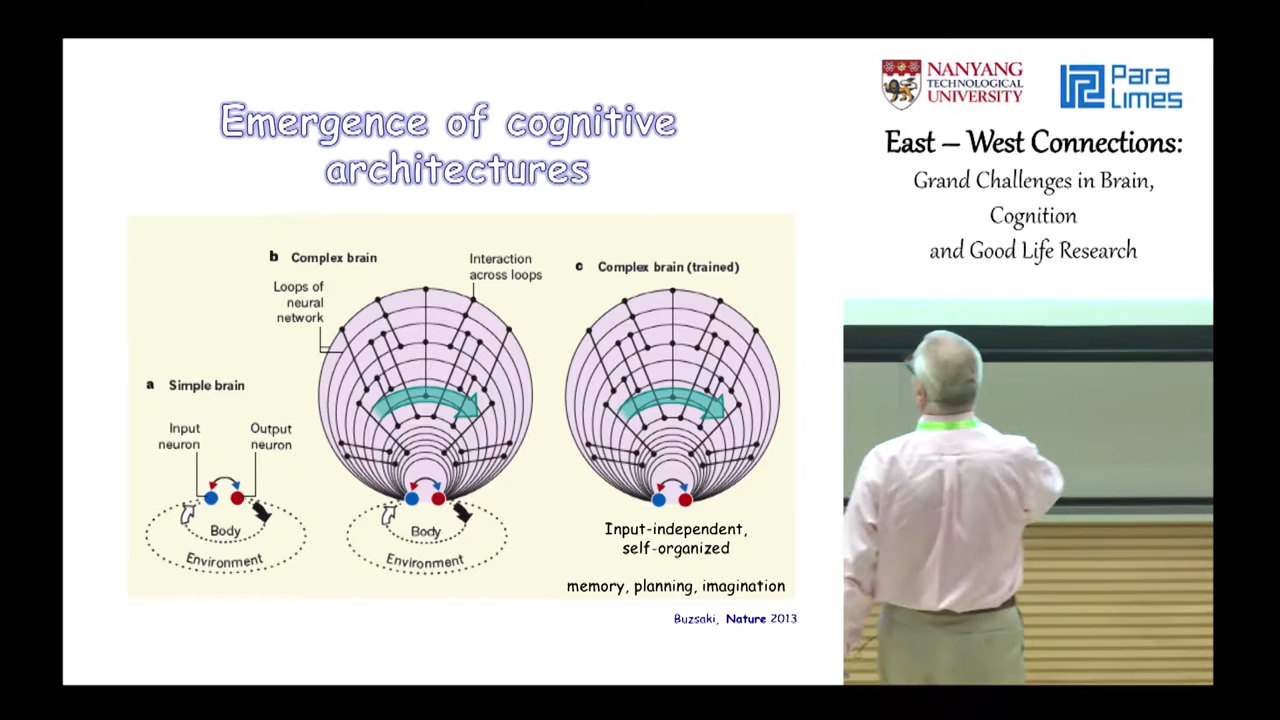 Emergence of cognitive
architectures
a Simple brain
Input
neuron
Output
neuron
Body
Environment
b Complex brain
Loops of
neural
network
Interaction
across loops
Body
Environment
c Complex brain (trained)
Input-independent,
self-organized
memory, planning, imagination
Buzsaki, Nature 2013
NANYANG
TECHNOLOGICAL
UNIVERSITY
Para
Limes
East – West Connections:
Grand Challenges in Brain,
Cognition
and Good Life Research